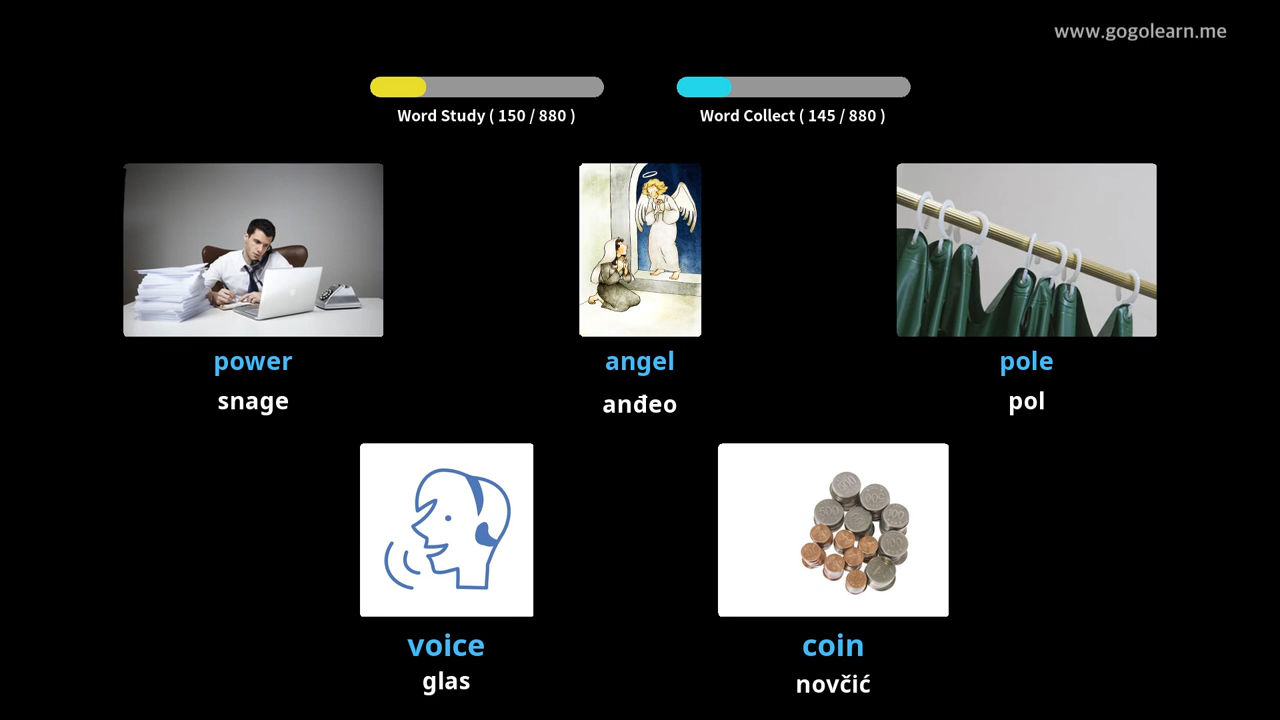 www.gogolearn.me
Word Study ( 150 / 880 )
Word Collect ( 145 / 880 )
power
angel
pole
snage
anđeo
pol
voice
coin
glas
novčić